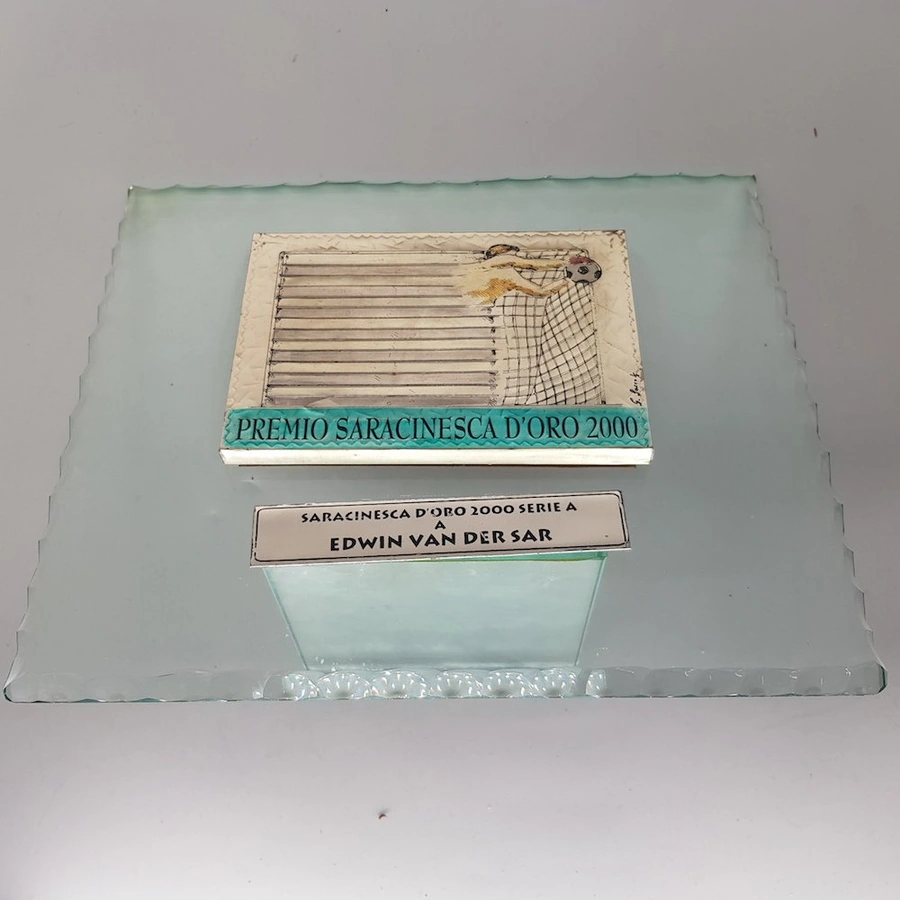 PREMIO SARACINESCA D'ORO 2000
SARACINESCA D'ORO 2000 SERIE A
A
EDWIN VAN DER SAR